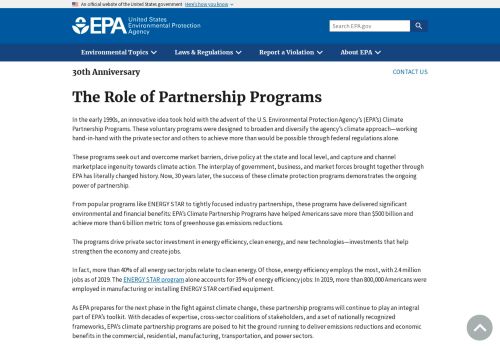 An official website of the United States government Here's how you know
EPA United States
Environmental Protection
Agency
Search EPA.gov
Environmental Topics Laws & Regulations Report a Violation About EPA
30th Anniversary CONTACT US
The Role of Partnership Programs
In the early 1990s, an innovative idea took hold with the advent of the U.S. Environmental Protection Agency's (EPA's) Climate
Partnership Programs. These voluntary programs were designed to broaden and diversify the agency's climate approach—working
hand-in-hand with the private sector and others to achieve more than would be possible through federal regulations alone.
These programs seek out and overcome market barriers, drive policy at the state and local level, and capture and channel
marketplace ingenuity towards climate action. The interplay of government, business, and market forces brought together through
EPA has literally changed history. Now, 30 years later, the success of these climate protection programs demonstrates the ongoing
power of partnership.
From popular programs like ENERGY STAR to tightly focused industry partnerships, these programs have delivered significant
environmental and financial benefits: EPA's Climate Partnership Programs have helped Americans save more than $500 billion and
achieve more than 6 billion metric tons of greenhouse gas emissions reductions.
The programs drive private sector investment in energy efficiency, clean energy, and new technologies—investments that help
strengthen the economy and create jobs.
In fact, more than 40% of all energy sector jobs relate to clean energy. Of those, energy efficiency employs the most, with 2.4 million
jobs as of 2019. The ENERGY STAR program alone accounts for 35% of energy efficiency jobs. In 2019, more than 800,000 Americans were
employed in manufacturing or installing ENERGY STAR certified equipment.
As EPA prepares for the next phase in the fight against climate change, these partnership programs will continue to play an integral
part of EPA's toolkit. With decades of expertise, cross-sector coalitions of stakeholders, and a set of nationally recognized
frameworks, EPA's climate partnership programs are poised to hit the ground running to deliver emissions reductions and economic
benefits in the commercial, residential, manufacturing, transportation, and power sectors.